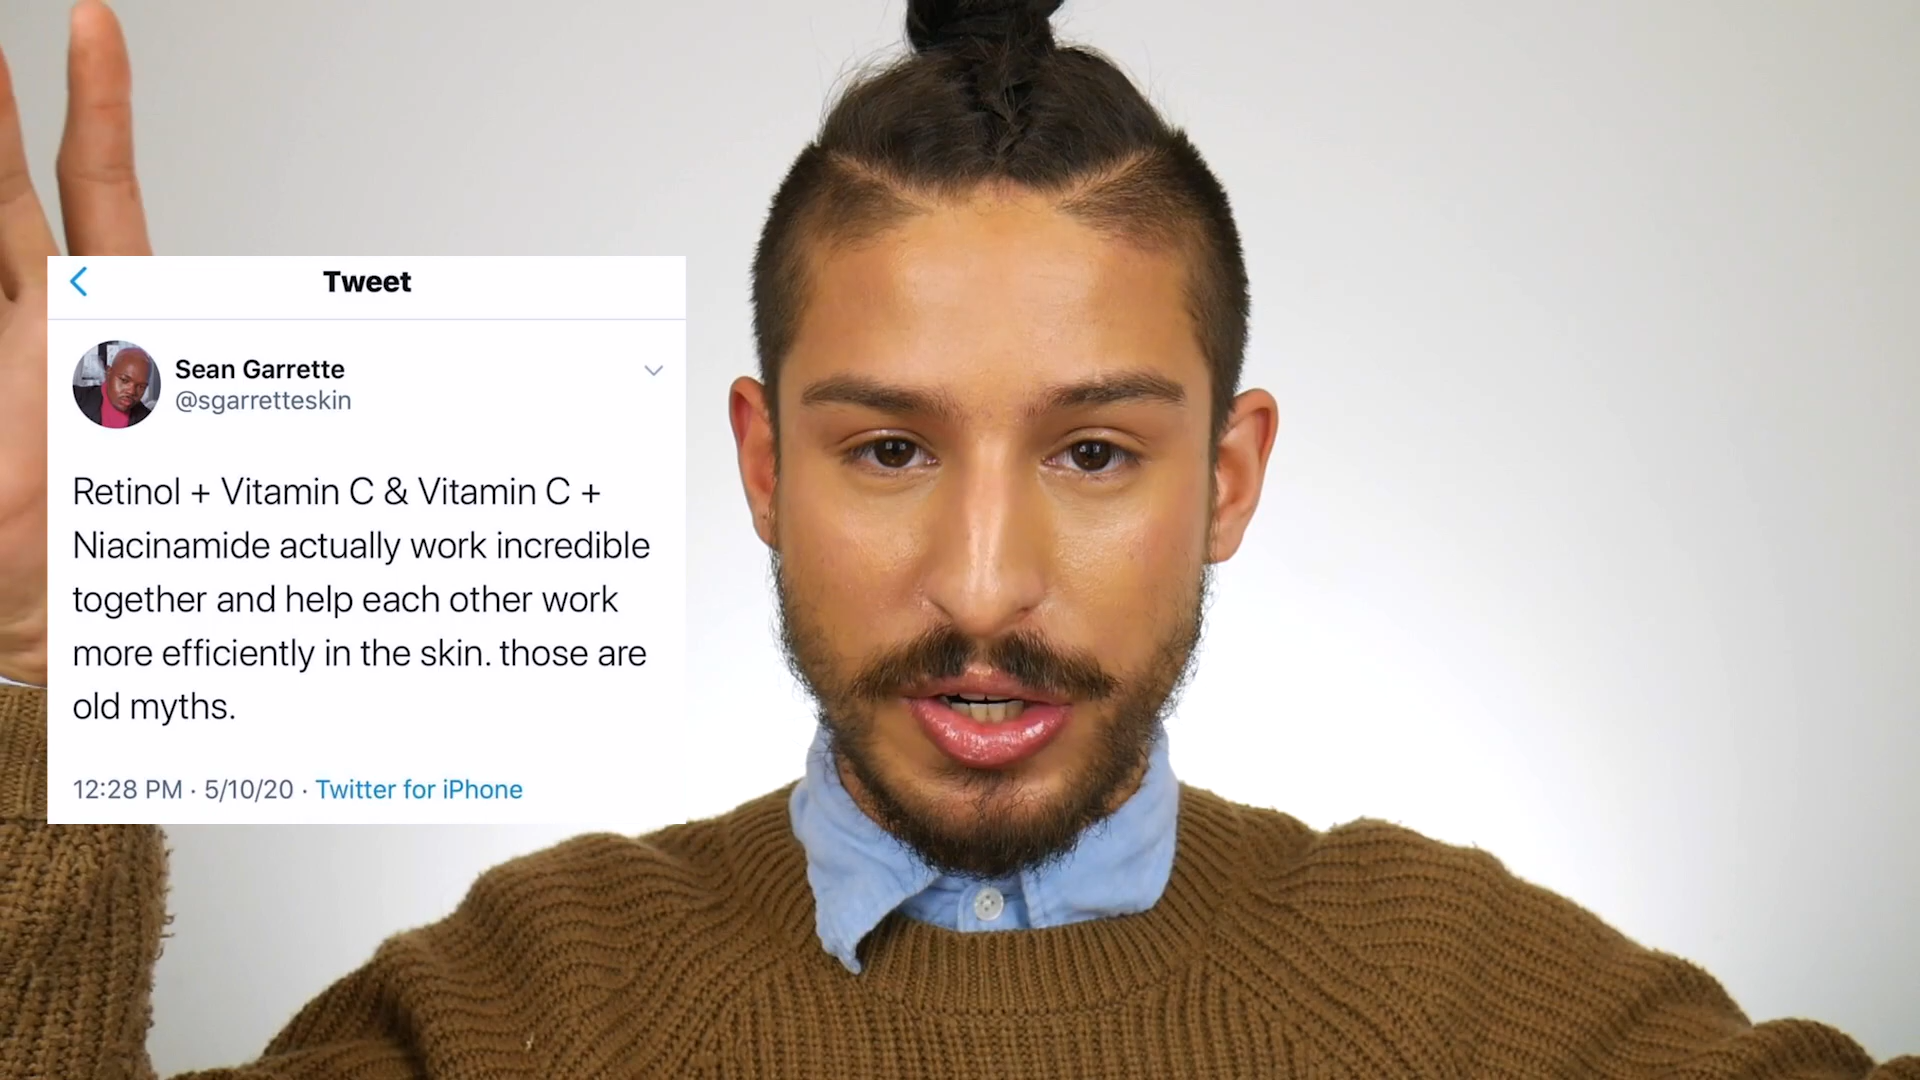 Tweet
Sean Garrette
@sgarretteskin
Retinol + Vitamin C & Vitamin C +
Niacinamide actually work incredible
together and help each other work
more efficiently in the skin. those are
old myths.
12:28 PM · 5/10/20 · Twitter for iPhone